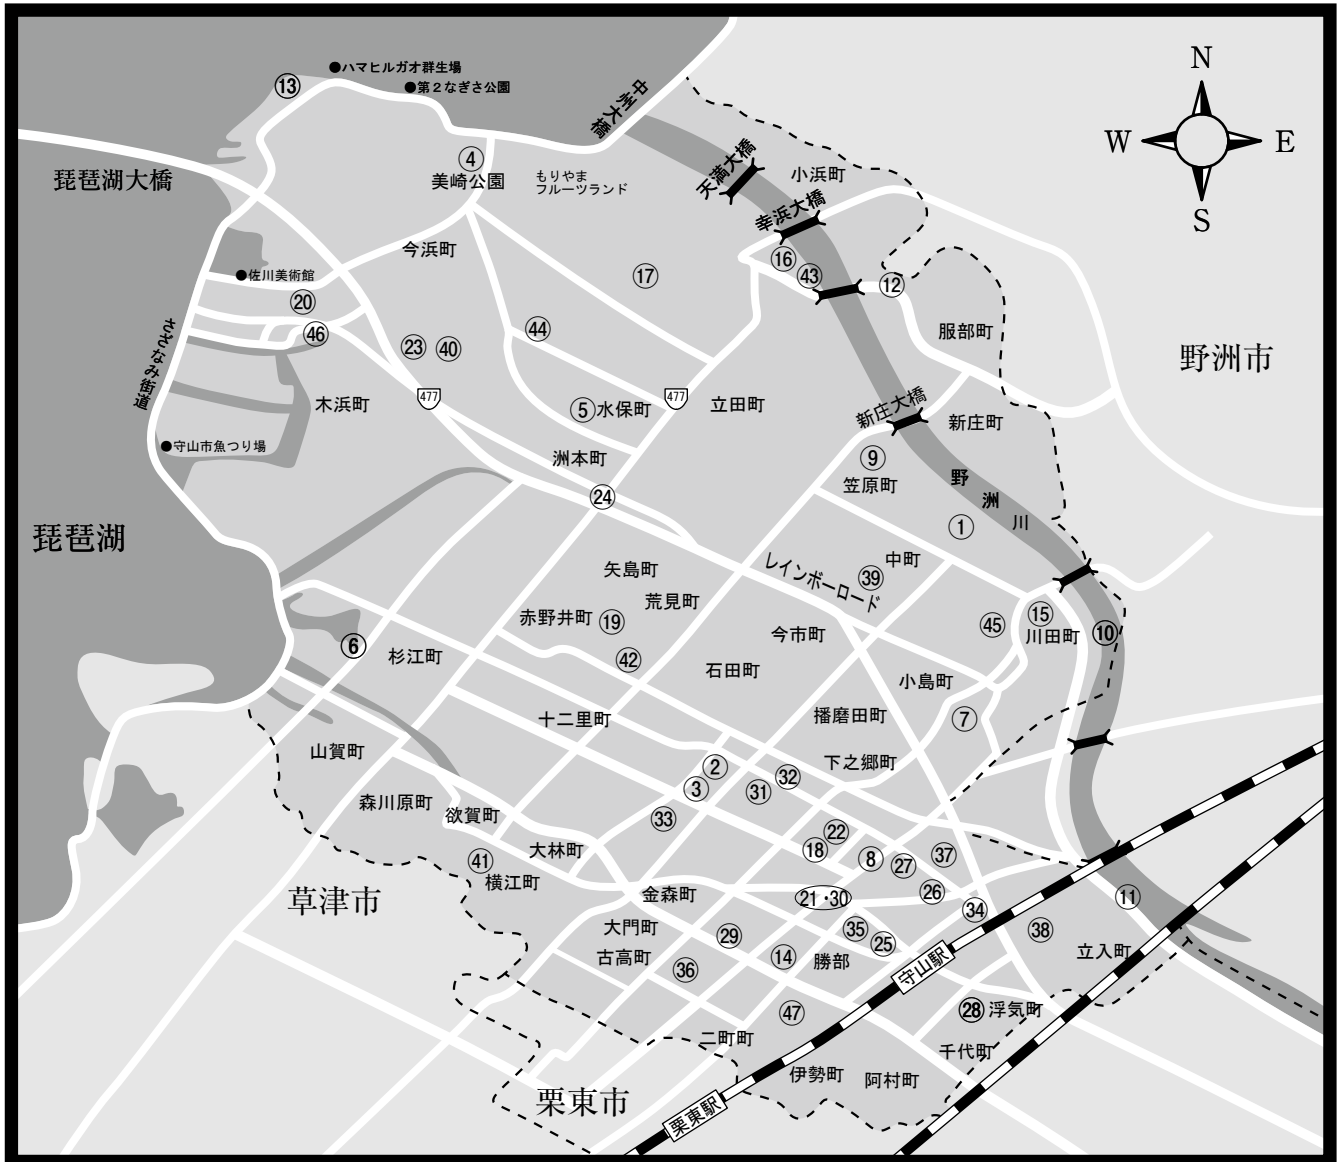 ●ハマヒルガオ群生場
⑬
●第２なぎさ公園
中州大橋
N
W
E
S
琵琶湖大橋
④
美崎公園
もりやま
フルーツランド
天満大橋
小浜町
幸浜大橋
今浜町
⑯
㊸
⑫
⑰
●佐川美術館
⑳
㊻
さざなみ街道
㉓
㊵
㊹
服部町
野洲市
477
477
木浜町
⑤
水保町
立田町
新庄大橋
新庄町
●守山市魚つり場
洲本町
⑨
笠原町
野洲川
㉔
①
琵琶湖
矢島町
レインボーロード
中町
㊴
荒見町
赤野井町
⑲
今市町
㊺
⑮
川田町
⑩
⑥
杉江町
㊷
石田町
小島町
十二里町
播磨田町
⑦
山賀町
②
下之郷町
③
㉛
㉜
森川原町
欲賀町
㉝
㉒
大林町
⑱
⑧
㉗
㊲
㊶
横江町
草津市
金森町
㉑・㉚
㉖
⑪
㉞
大門町
㉙
㉟
㉕
㊳
古高町
㊱
⑭
勝部
守山駅
立入町
㊼
㉘
浮気町
二町町
千代町
伊勢町
阿村町
栗東市
栗東駅